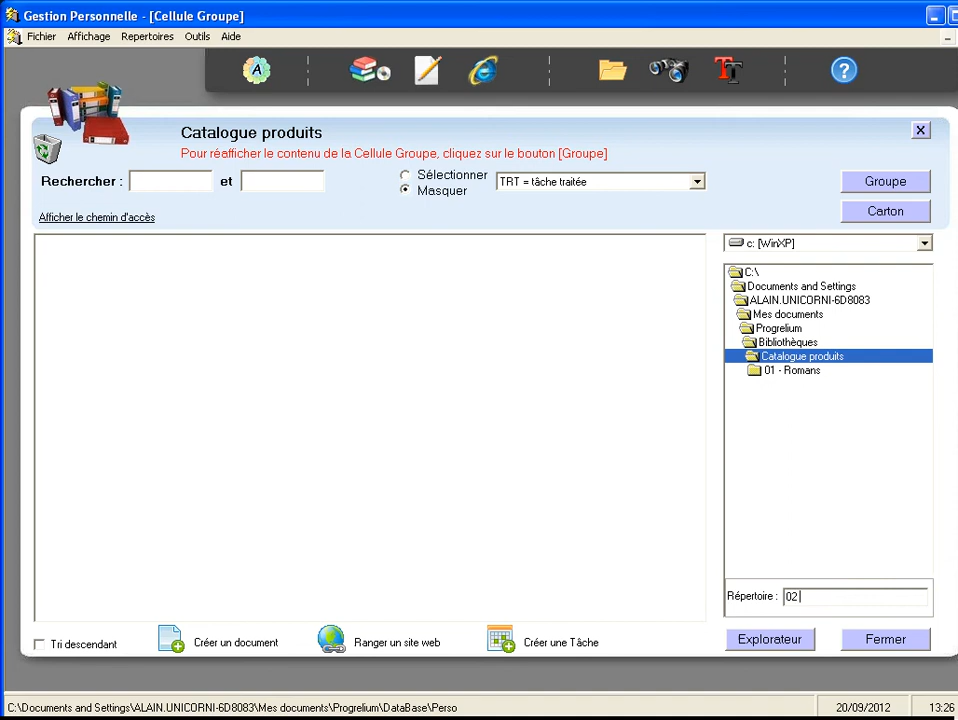 Gestion Personnelle - [Cellule Groupe]
Fichier Affichage Repertoires Outils Aide
A TT ?
Catalogue produits
Pour réafficher le contenu de la Cellule Groupe, cliquez sur le bouton [Groupe]
Rechercher : et
Sélectionner
Masquer
TRT = tâche traitée
Groupe
Carton
Afficher le chemin d'accès
c: [WinXP]
C:\
Documents and Settings
ALAIN.UNICORNI-6D8083
Mes documents
Progrelium
Bibliothèques
Catalogue produits
01 - Romans
Répertoire : 02
Tri descendant
Créer un document
Ranger un site web
Créer une Tâche
Explorateur
Fermer
C:\Documents and Settings\ALAIN.UNICORNI-6D8083\Mes documents\Progrelium\DataBase\Perso
20/09/2012
13:26